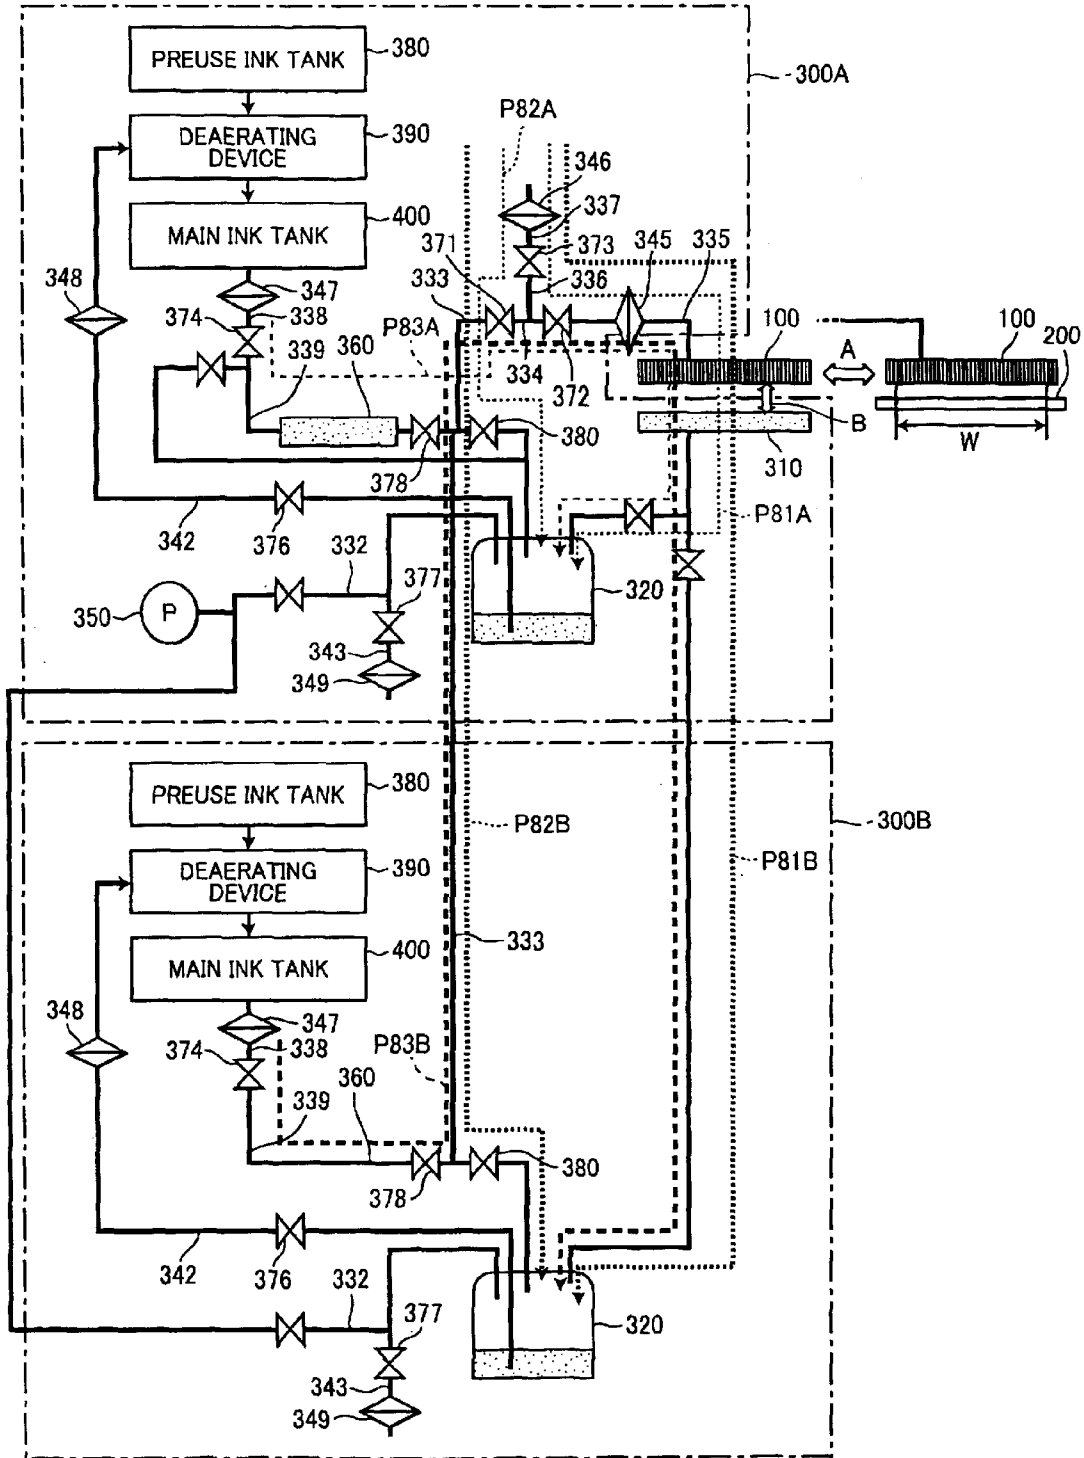 PREUSE INK TANK
380
300A
P82A
DEAERATING
DEVICE
390
346
337
MAIN INK TANK
400
371
373
345
335
333
336
348
347
374
338
P83A
100
100
200
A
360
334
372
339
B
W
380
310
378
342
376
P81A
332
377
320
350
P
343
349
PREUSE INK TANK
380
P82B
300B
DEAERATING
DEVICE
390
P81B
400
333
MAIN INK TANK
348
347
374
338
P83B
360
339
380
378
342
376
332
377
320
343
349